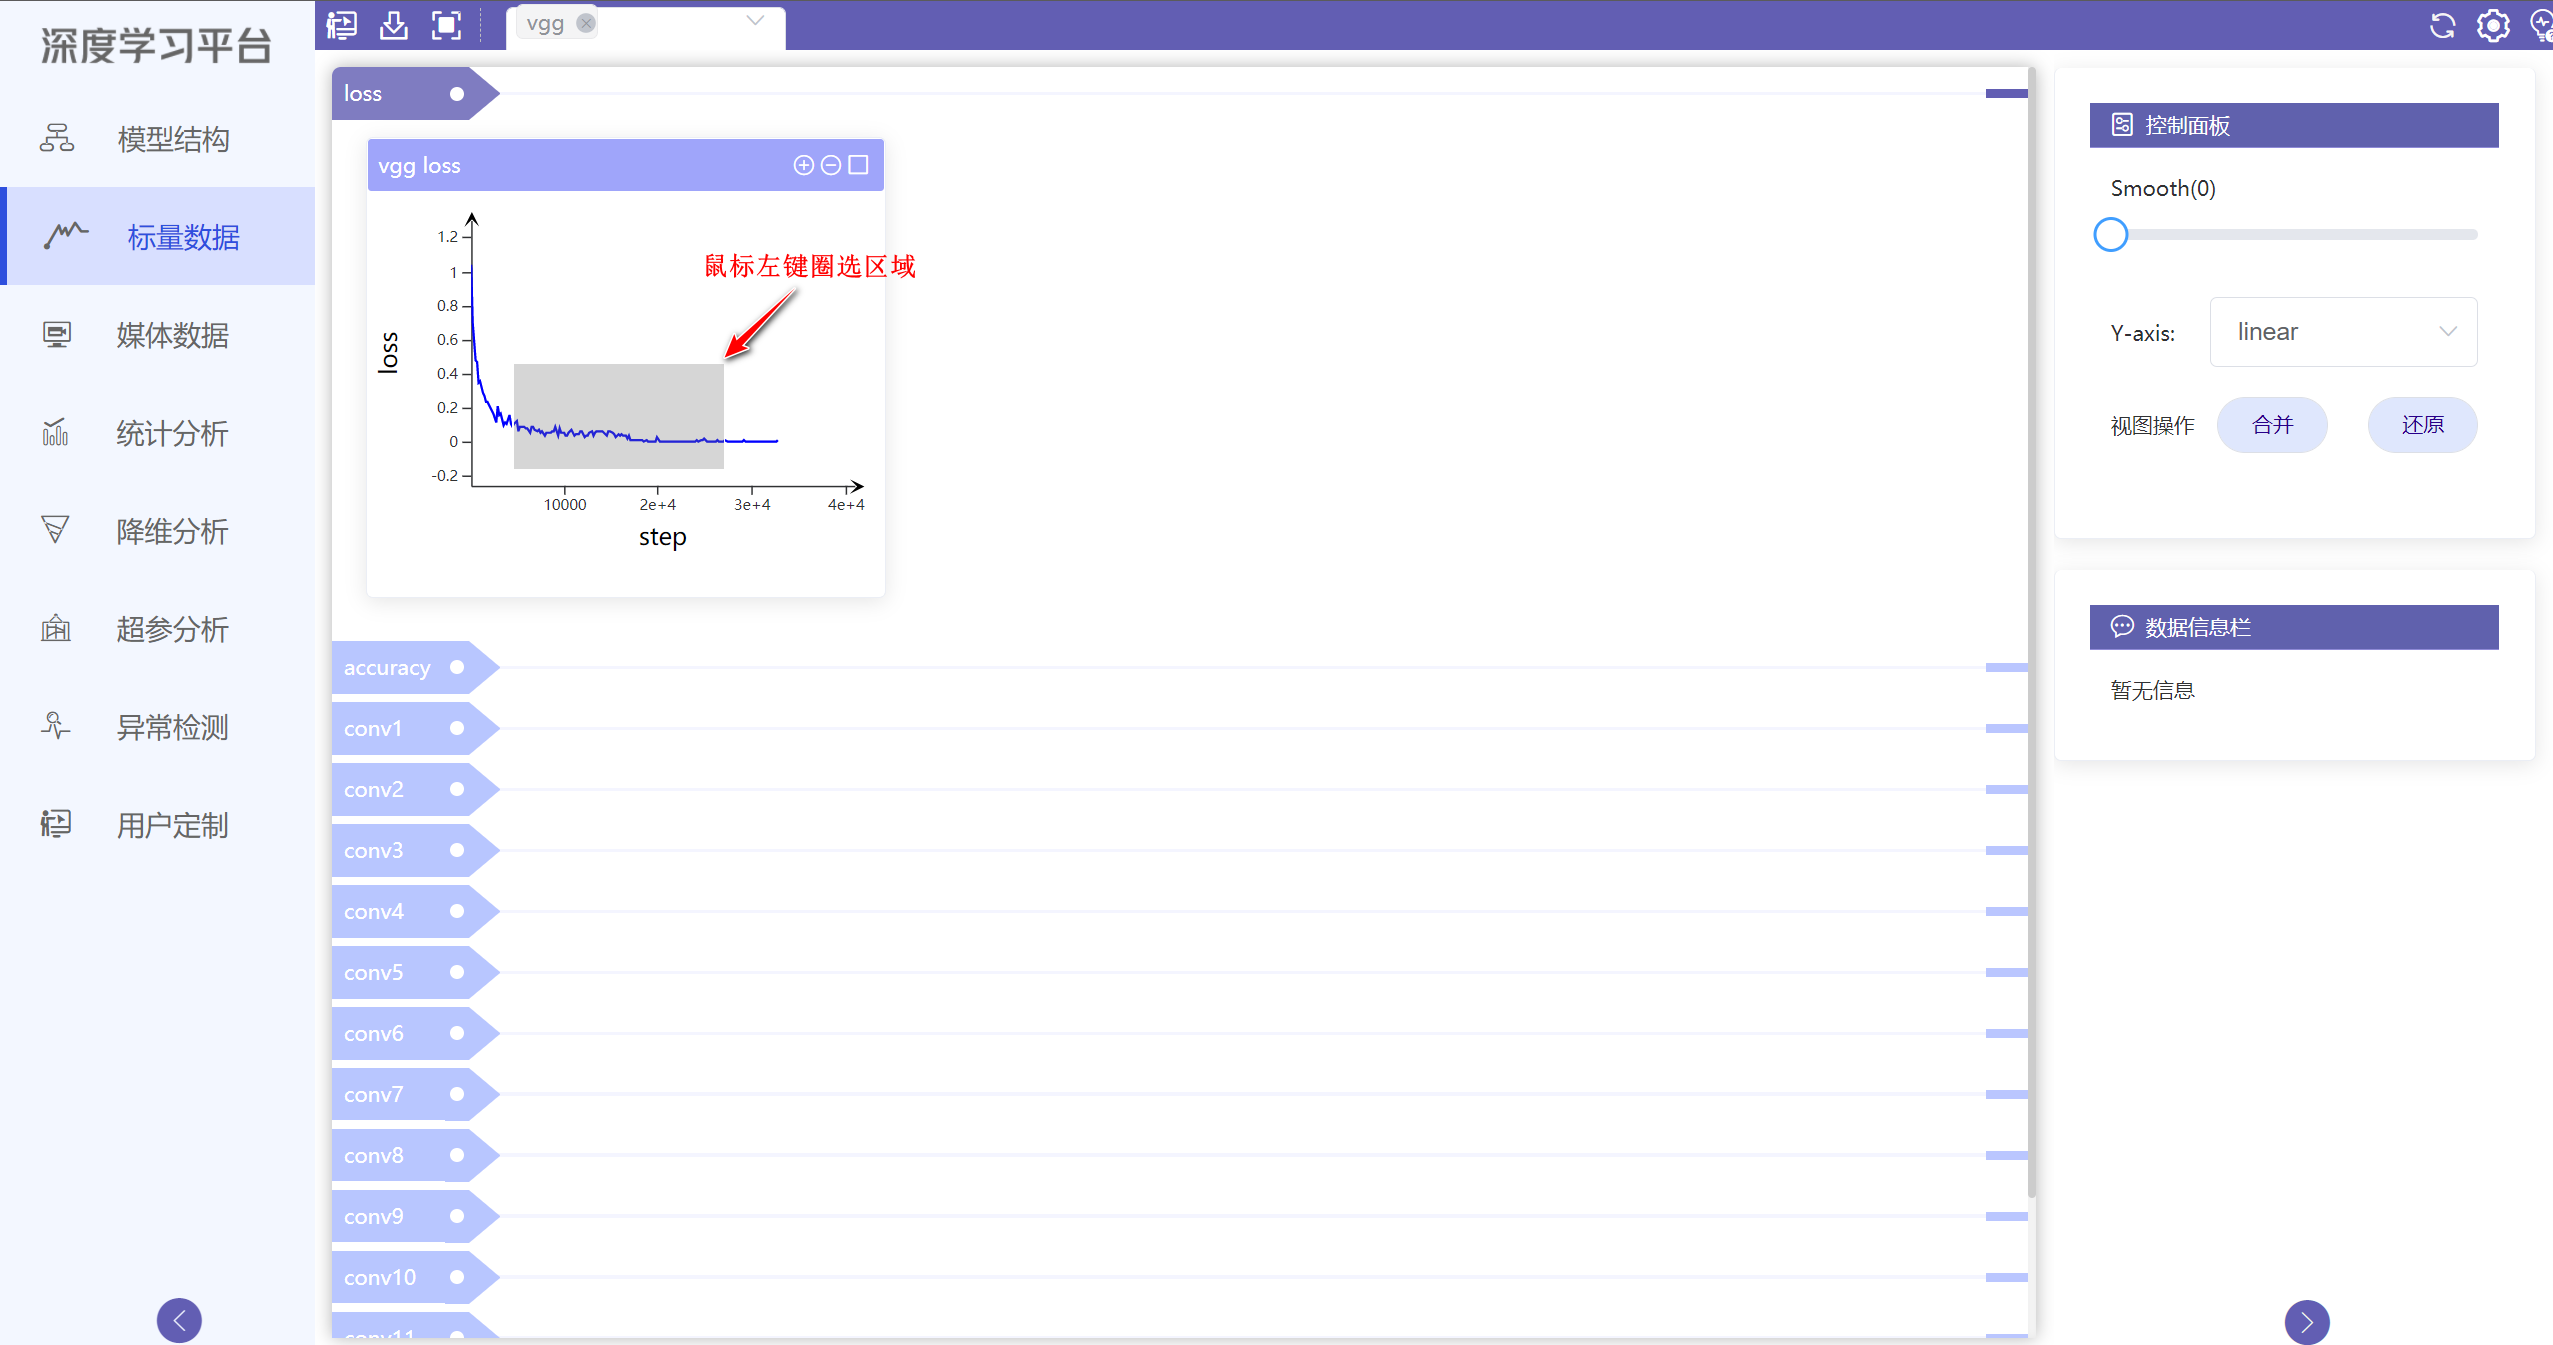 深度学习平台
模型结构
标量数据
媒体数据
统计分析
降维分析
超参分析
异常检测
用户定制
vgg
loss
vgg loss
鼠标左键圈选区域
1.2
1
0.8
0.6
0.4
0.2
0
-0.2
loss
10000 2e+4 3e+4 4e+4
step
accuracy
conv1
conv2
conv3
conv4
conv5
conv6
conv7
conv8
conv9
conv10
conv11
控制面板
Smooth(0)
Y-axis: linear
视图操作 合并 还原
数据信息栏
暂无信息